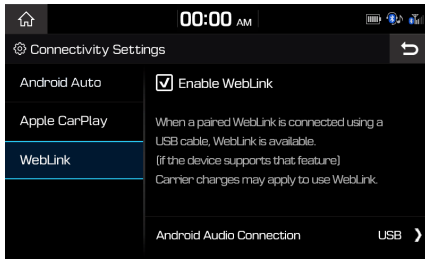 00:00 AM
Connectivity Settings
Android Auto
Enable WebLink
Apple CarPlay
When a paired WebLink is connected using a
USB cable, WebLink is available.
(if the device supports that feature)
Carrier charges may apply to use WebLink.
WebLink
Android Audio Connection USB